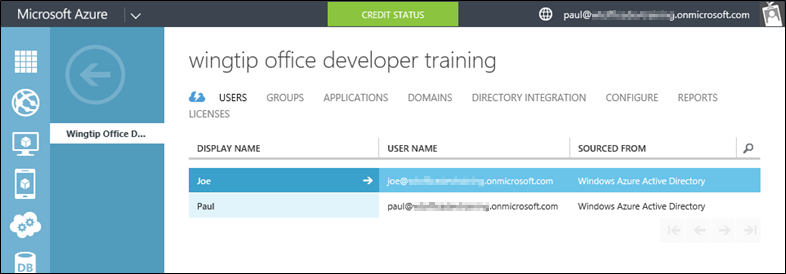 Microsoft Azure CREDIT STATUS paul@ .onmicrosoft.com
wingtip office developer training
USERS GROUPS APPLICATIONS DOMAINS DIRECTORY INTEGRATION CONFIGURE REPORTS
LICENSES
Wingtip Office D...
DISPLAY NAME USER NAME SOURCED FROM
Joe joe@ .onmicrosoft.com Windows Azure Active Directory
Paul paul@ .onmicrosoft.com Windows Azure Active Directory
DB